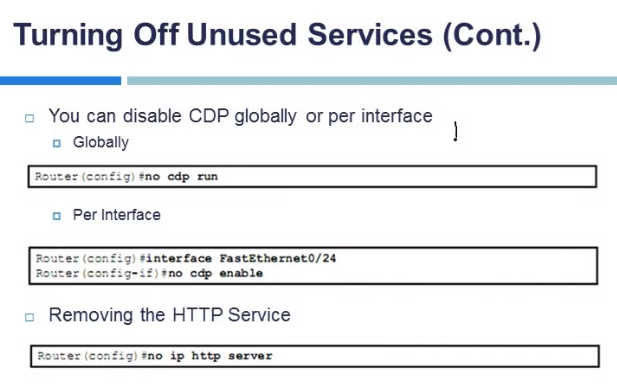 Turning Off Unused Services (Cont.)
You can disable CDP globally or per interface
Globally
Router(config)#no cdp run
Per Interface
Router(config)#interface FastEthernet0/24
Router(config-if)#no cdp enable
Removing the HTTP Service
Router(config)#no ip http server